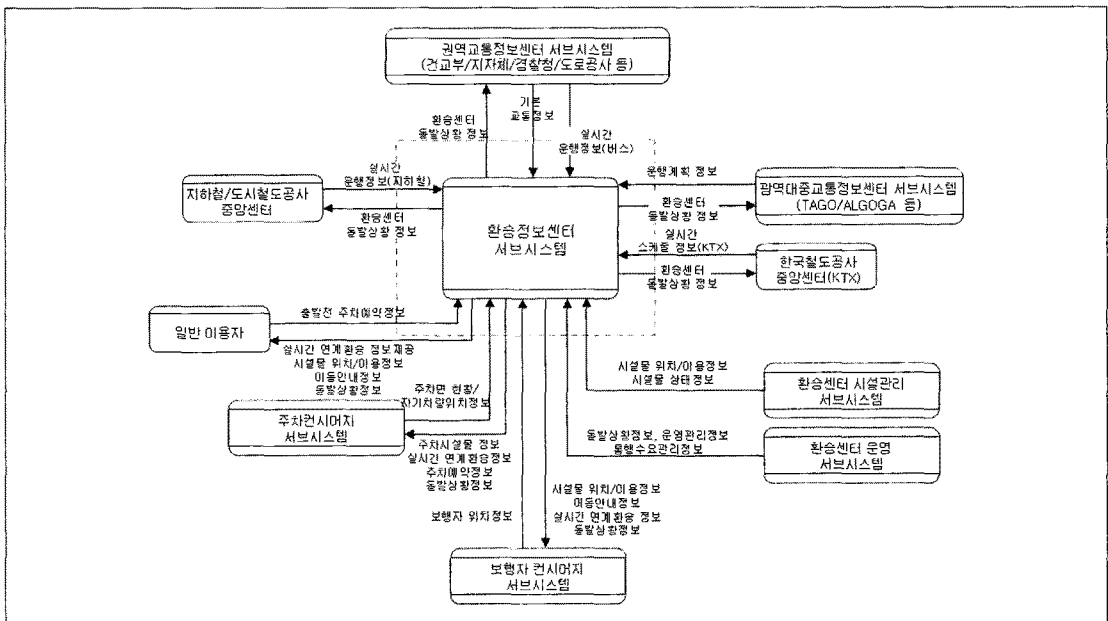 권역교통정보센터 서브시스템
(건교부/지자체/경찰청/도로공사 등)
환승센터
돌발상황 정보
기본
교통정보
실시간
운행정보(버스)
실시간
운행정보(지하철)
지하철/도시철도공사
중앙센터
환승센터
돌발상황 정보
환승정보센터
서브시스템
운행계획 정보
환승센터
돌발상황 정보
광역대중교통정보센터 서브시스템
(TAGO/ALGOGA 등)
실시간
스케줄 정보(KTX)
환승센터
돌발상황 정보
한국철도공사
중앙센터(KTX)
출발전 주차예약정보
일반 이용자
실시간 연계환승 정보제공
시설물 위치/이용정보
이동안내정보
돌발상황정보
주차면 현황/
자기차량위치정보
주차컨시어지
서브시스템
주차시설물 정보
실시간 연계환승정보
주차예약정보
돌발상황정보
시설물 위치/이용정보
시설물 상태정보
환승센터 시설관리
서브시스템
돌발상황정보, 운영관리정보
통행수요관리정보
환승센터 운영
서브시스템
보행자 위치정보
시설물 위치/이용정보
이동안내정보
실시간 연계환승 정보
돌발상황정보
보행자 컨시어지
서브시스템